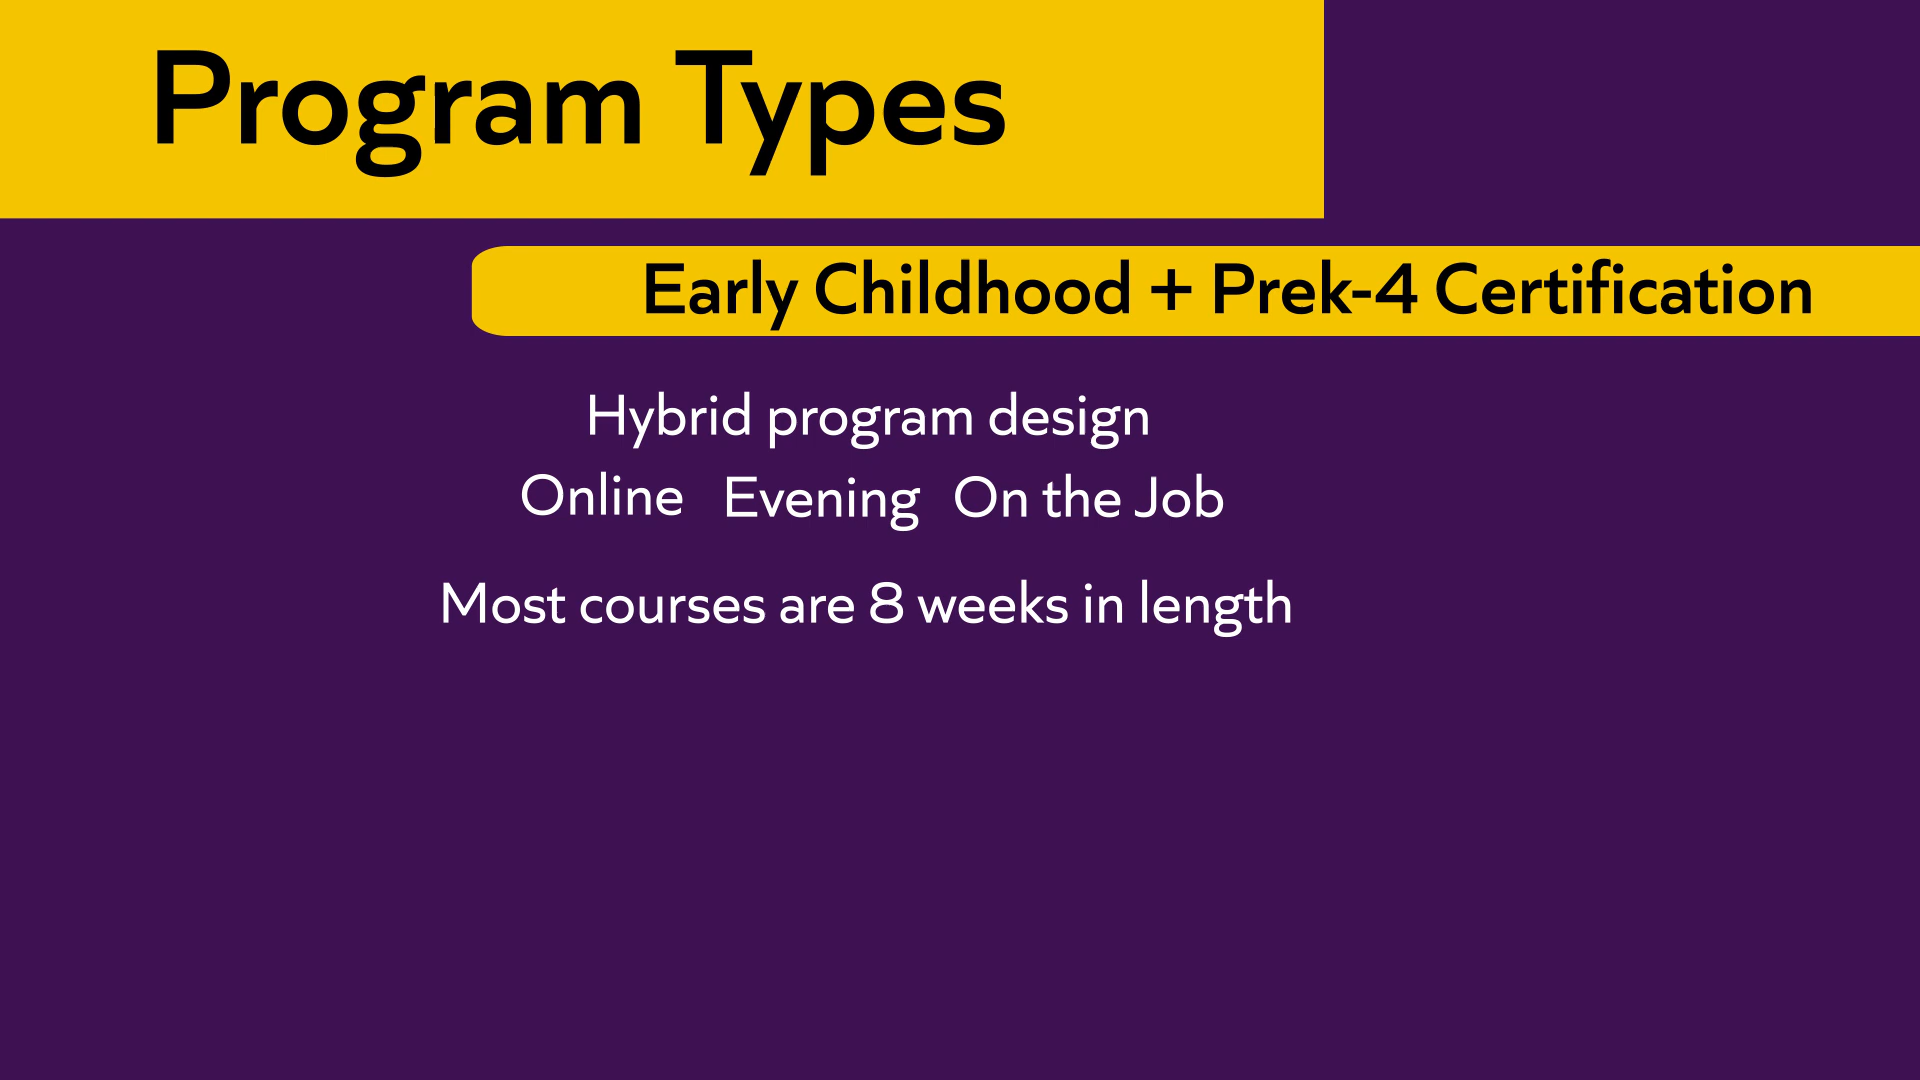 Program Types
Early Childhood + Prek-4 Certification
Hybrid program design
Online Evening On the Job
Most courses are 8 weeks in length